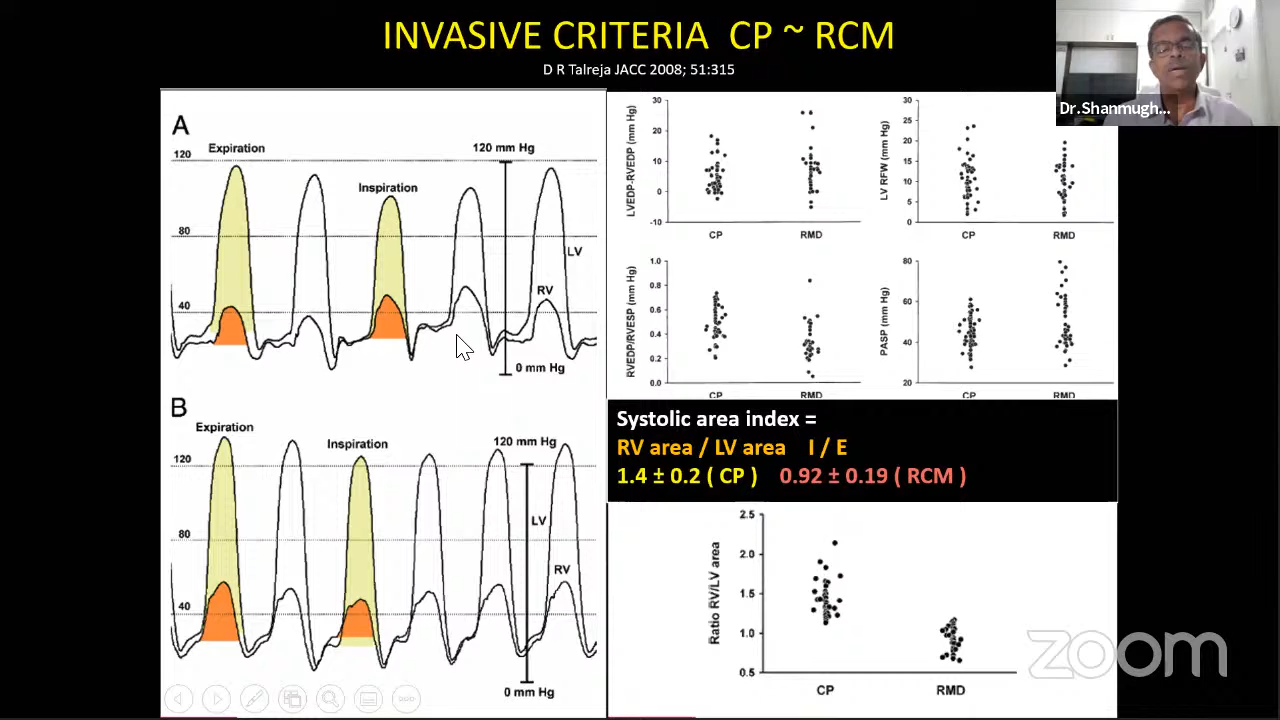 INVASIVE CRITERIA CP ~ RCM
D R Talreja JACC 2008; 51:315
Dr.Shanmugh...
A
Expiration
120 mm Hg
120
Inspiration
80
LV
RV
40
0 mm Hg
B
Expiration
Inspiration
120 mm Hg
120
LV
80
RV
40
0 mm Hg
LVEDP-RVEDP (mm Hg)
30
20
10
0
-10
CP
RMD
LV RFW (mm Hg)
30
25
20
15
10
5
0
CP
RMD
RVEDP/RVESP (mm Hg)
1.0
0.8
0.6
0.4
0.2
0.0
CP
RMD
PASP (mm Hg)
80
60
40
20
CP
RMD
Systolic area index =
RV area / LV area I / E
1.4 ± 0.2 ( CP ) 0.92 ± 0.19 ( RCM )
Ratio RV/LV area
2.5
2.0
1.5
1.0
0.5
CP
RMD
zoom